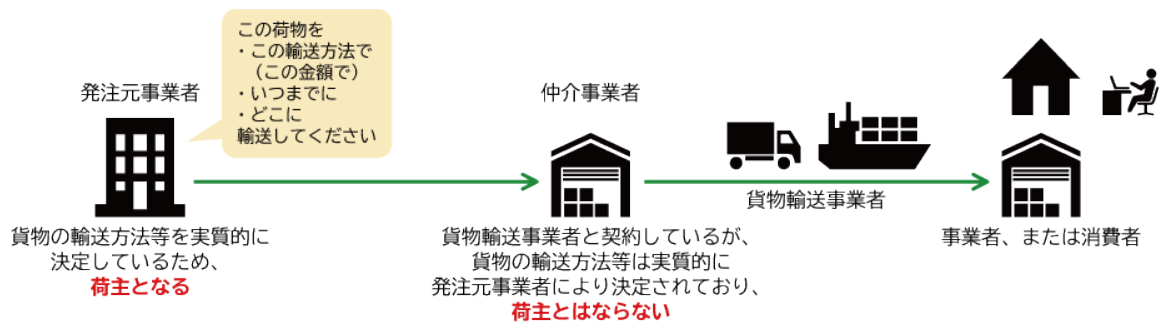 この荷物を
・この輸送方法で
（この金額で）
・いつまでに
・どこに
輸送してください
発注元事業者
仲介事業者
貨物輸送事業者
貨物の輸送方法等を実質的に
決定しているため、
荷主となる
貨物輸送事業者と契約しているが、
貨物の輸送方法等は実質的に
発注元事業者により決定されており、
荷主とはならない
事業者、または消費者